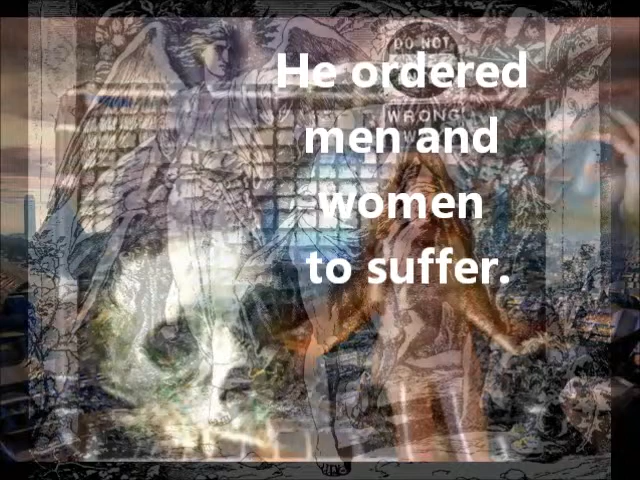 DO NOT
He ordered
WRONG
men and
women
to suffer.